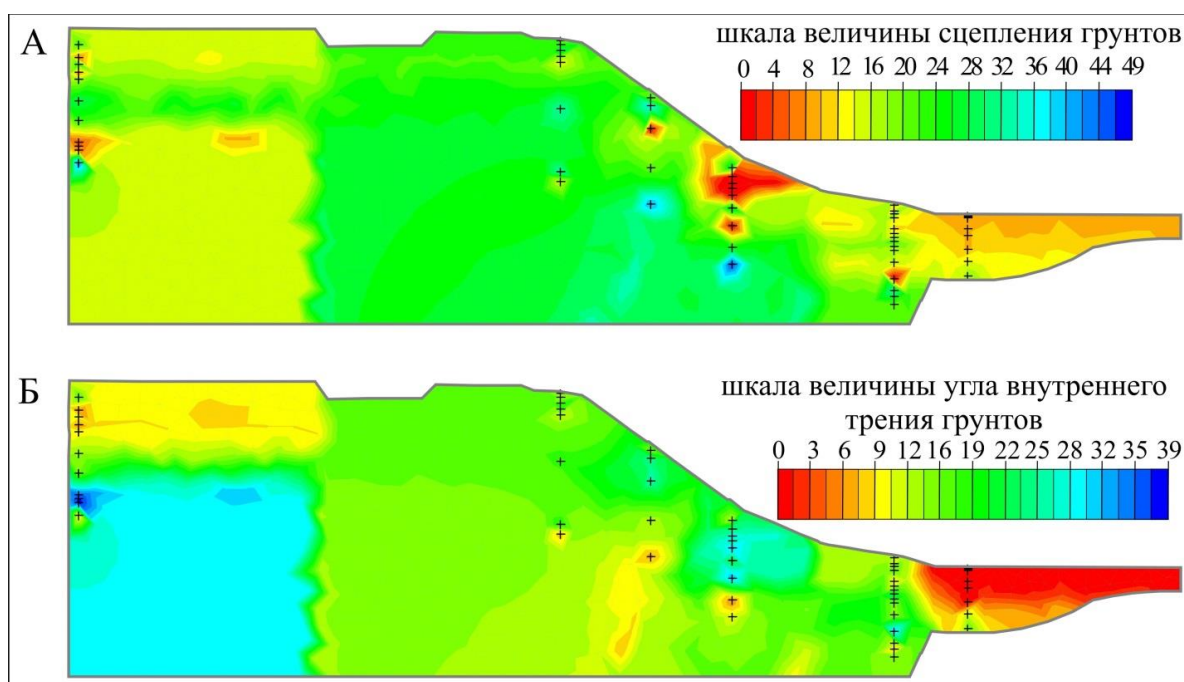 А
шкала величины сцепления грунтов
0 4 8 12 16 20 24 28 32 36 40 44 49
Б
шкала величины угла внутреннего
трения грунтов
0 3 6 9 13 16 19 22 25 28 32 35 39